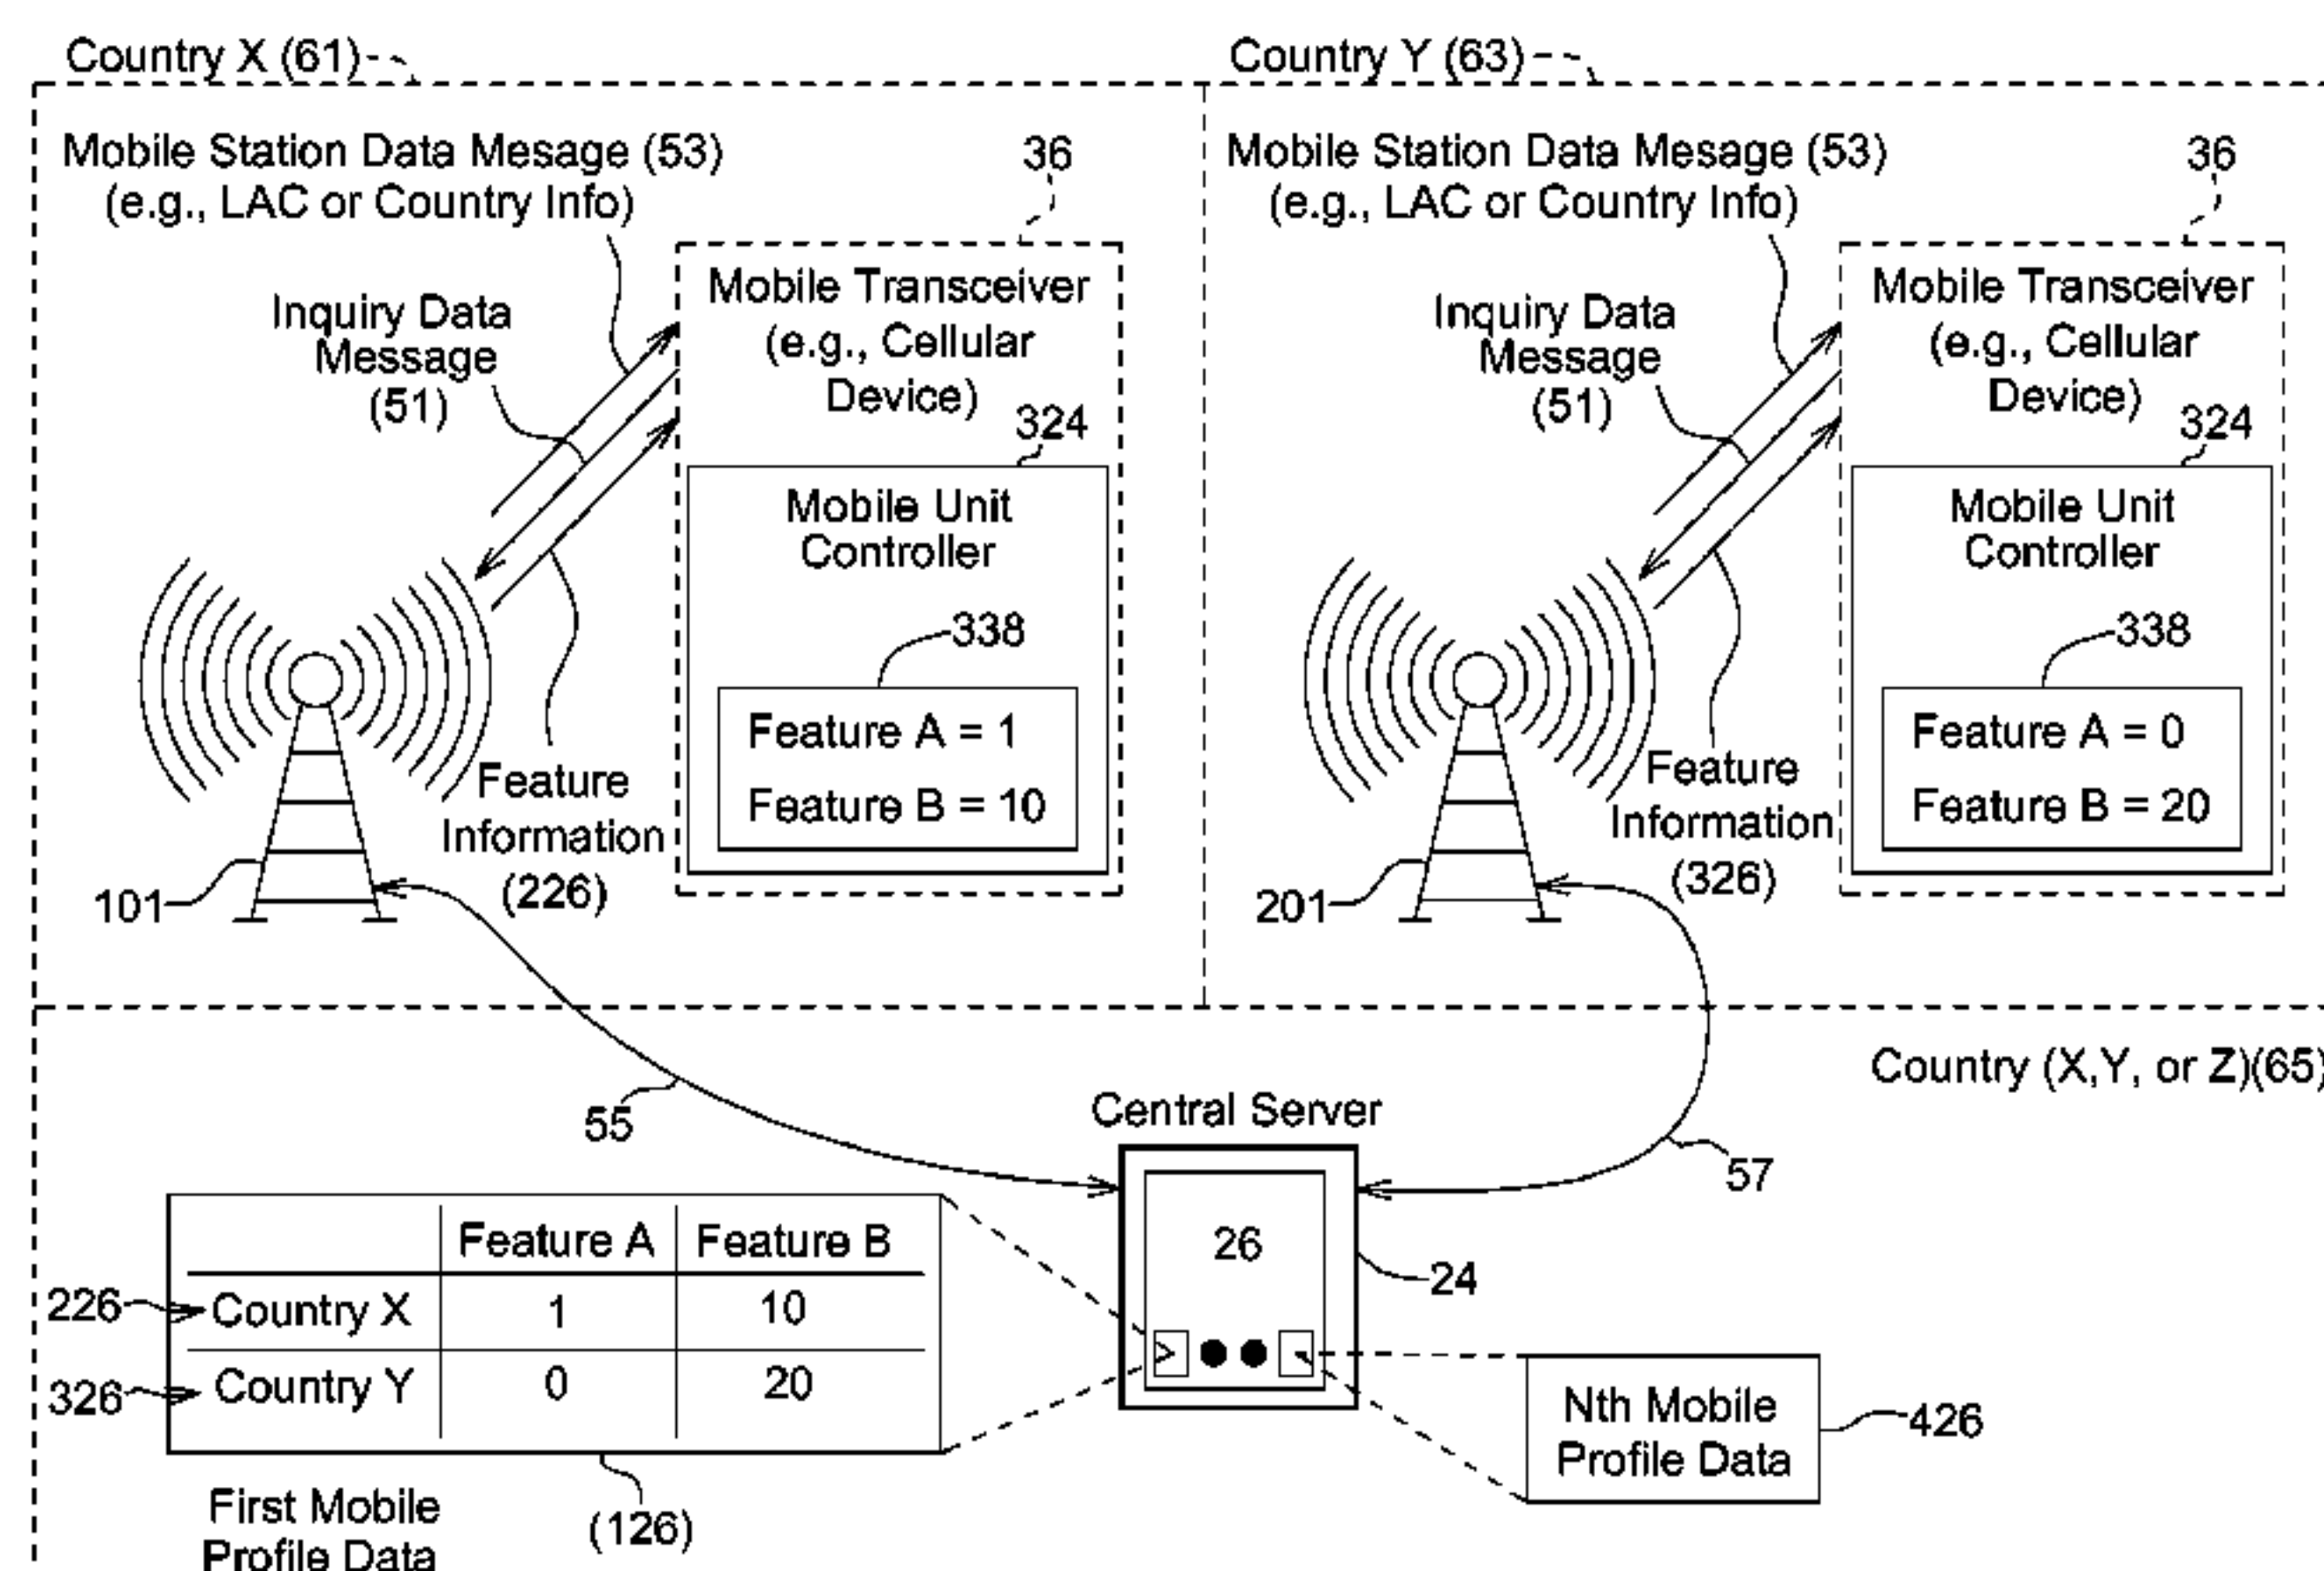 Country X (61)
Country Y (63)
Mobile Station Data Mesage (53)
(e.g., LAC or Country Info)
36
Inquiry Data
Message
(51)
Mobile Transceiver
(e.g., Cellular
Device)
324
Mobile Unit
Controller
338
Feature A = 1
Feature B = 10
Feature
Information
(226)
101
Mobile Station Data Mesage (53)
(e.g., LAC or Country Info)
36
Inquiry Data
Message
(51)
Mobile Transceiver
(e.g., Cellular
Device)
324
Mobile Unit
Controller
338
Feature A = 0
Feature B = 20
Feature
Information
(326)
201
Country (X,Y, or Z)(65)
55
Central Server
57
26
24
Feature A Feature B
226 Country X 1 10
326 Country Y 0 20
Nth Mobile
Profile Data
426
First Mobile
Profile Data
(126)